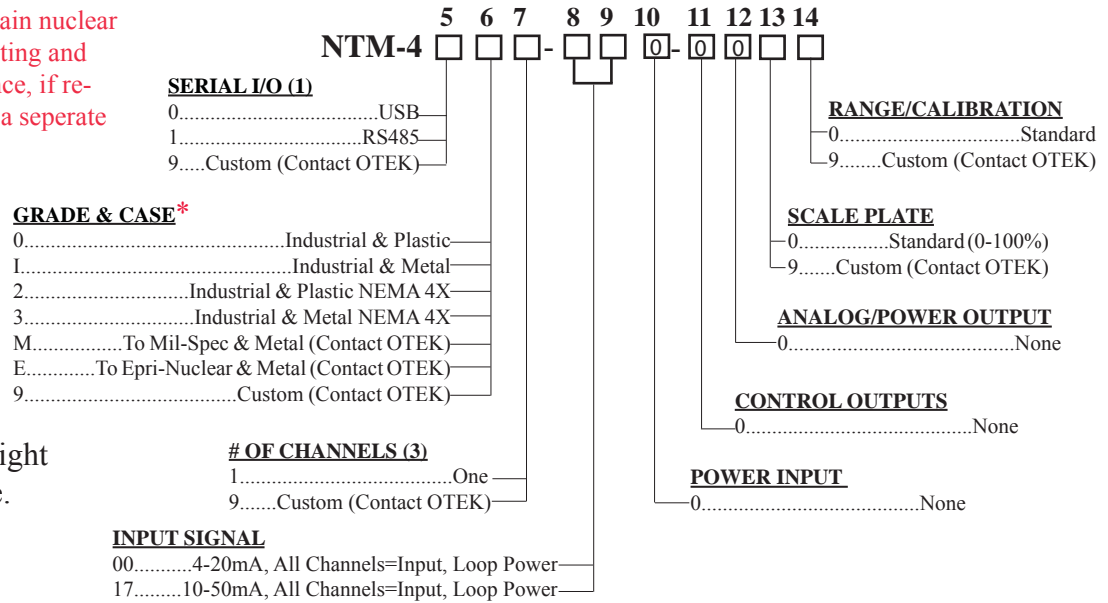 ain nuclear
ting and
nce, if re-
a seperate
5 6 7 8 9 10 11 12 13 14
NTM-4 □ □ □-□ □ 0-0 0 □ □
SERIAL I/O (1)
0......................USB
1....................RS485
9.....Custom (Contact OTEK)
GRADE & CASE*
0........................................Industrial & Plastic
I.........................................Industrial & Metal
2.........................Industrial & Plastic NEMA 4X
3..........................Industrial & Metal NEMA 4X
M..............To Mil-Spec & Metal (Contact OTEK)
E.............To Epri-Nuclear & Metal (Contact OTEK)
9................................Custom (Contact OTEK)
ight
e.
# OF CHANNELS (3)
1.................................One
9.......Custom (Contact OTEK)
INPUT SIGNAL
00...........4-20mA, All Channels=Input, Loop Power
17.........10-50mA, All Channels=Input, Loop Power
RANGE/CALIBRATION
0............................Standard
9........Custom (Contact OTEK)
SCALE PLATE
0..............Standard (0-100%)
9.......Custom (Contact OTEK)
ANALOG/POWER OUTPUT
0...................................None
CONTROL OUTPUTS
0...................................None
POWER INPUT
0..................................None